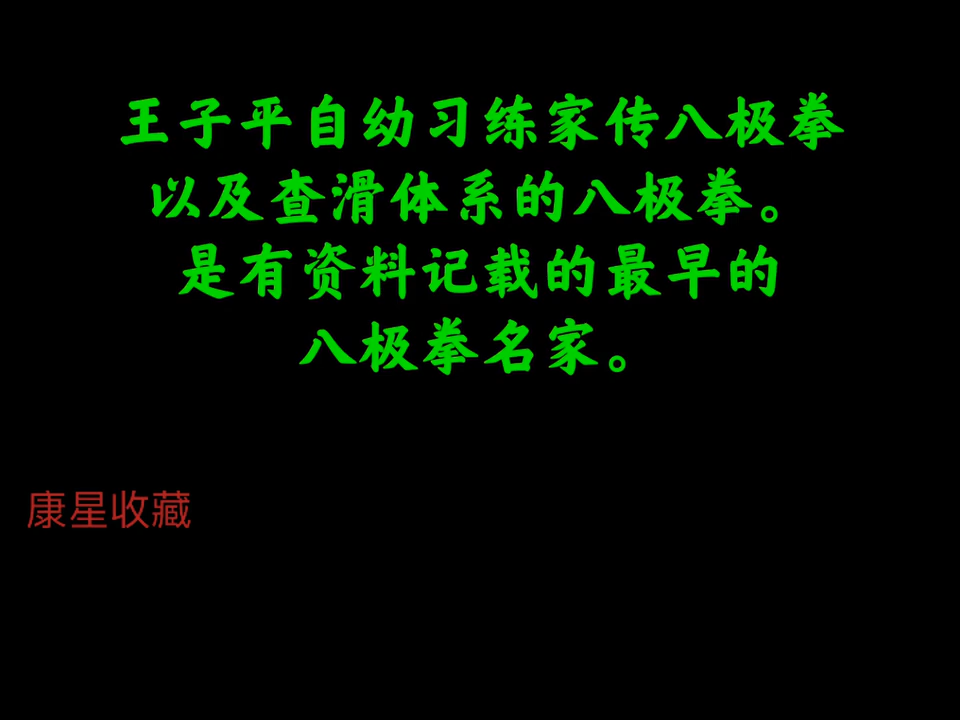 王子平自幼习练家传八极拳
以及查滑体系的八极拳。
是有资料记载的最早的
八极拳名家。
康星收藏